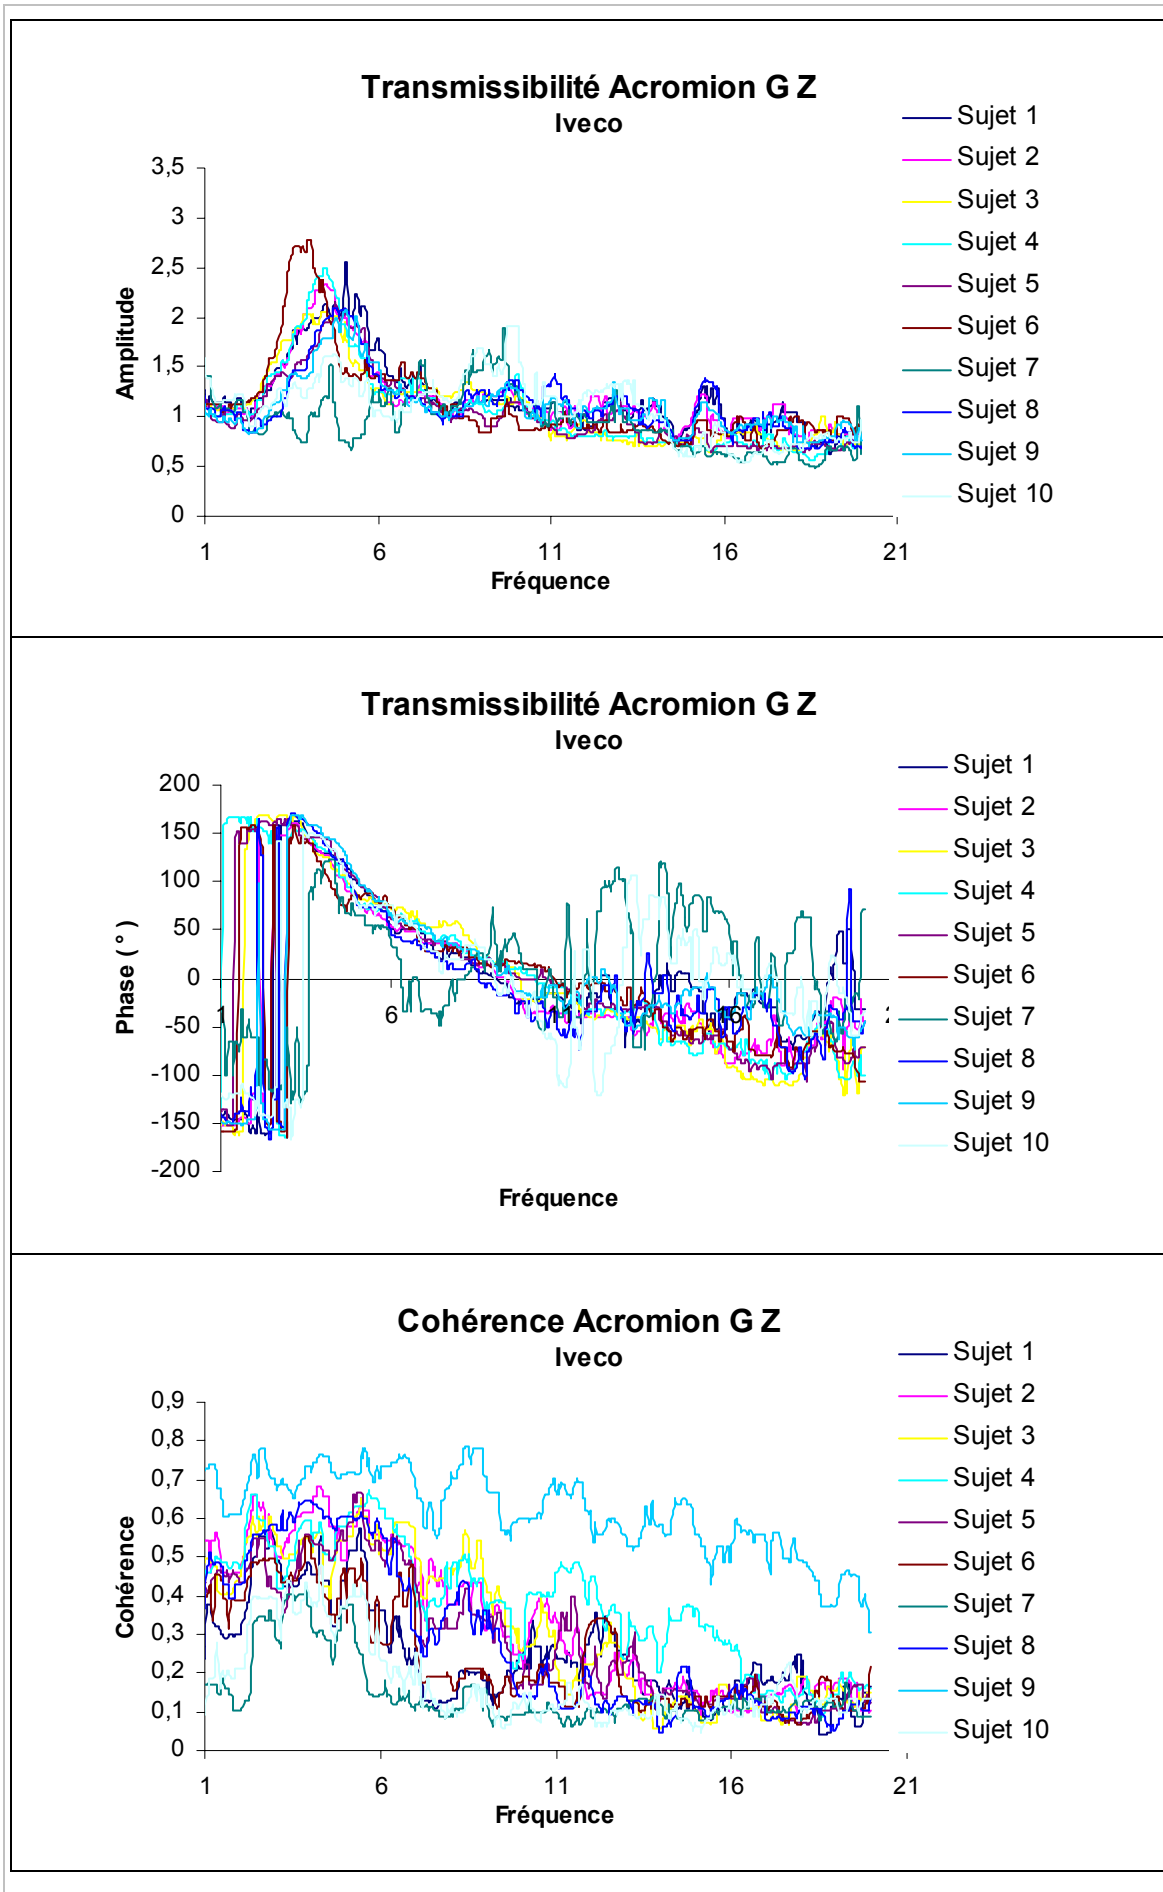 Transmissibilité Acromion G Z
Iveco
Amplitude
3,5
3
2,5
2
1,5
1
0,5
0
1 6 11 16 21
Fréquence
Sujet 1
Sujet 2
Sujet 3
Sujet 4
Sujet 5
Sujet 6
Sujet 7
Sujet 8
Sujet 9
Sujet 10
Transmissibilité Acromion G Z
Iveco
Phase ( ° )
200
150
100
50
0
-50
-100
-150
-200
1 6 11 16
Fréquence
Sujet 1
Sujet 2
Sujet 3
Sujet 4
Sujet 5
Sujet 6
Sujet 7
Sujet 8
Sujet 9
Sujet 10
Cohérence Acromion G Z
Iveco
Cohérence
0,9
0,8
0,7
0,6
0,5
0,4
0,3
0,2
0,1
0
1 6 11 16 21
Fréquence
Sujet 1
Sujet 2
Sujet 3
Sujet 4
Sujet 5
Sujet 6
Sujet 7
Sujet 8
Sujet 9
Sujet 10